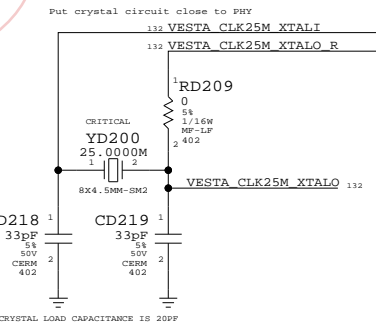 Put crystal circuit close to PHY
132 VESTA_CLK25M_XTALI
132 VESTA_CLK25M_XTALO_R
1
RD209
0
5%
1/16W
MF-LF
2 402
CRITICAL
YD200
25.0000M
1 2
8X4.5MM-SM2
VESTA_CLK25M_XTALO 132
D218 1
33pF
5%
50V
CERM
402
2
CD219 1
33pF
5%
50V
CERM
402
2
CRYSTAL LOAD CAPACITANCE IS 20PF